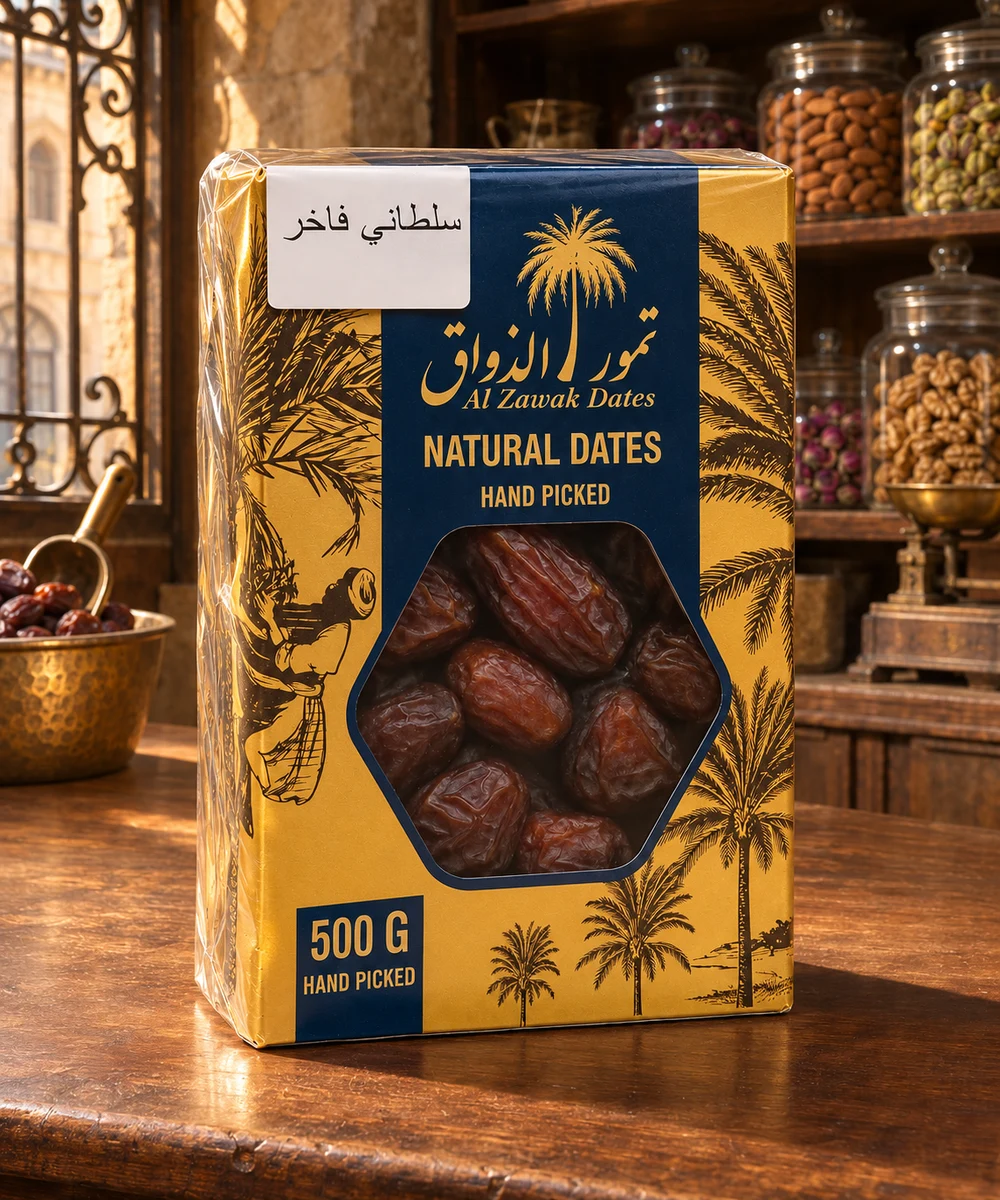 سلطاني فاخر
تمور الذواق
Al Zawak Dates
NATURAL DATES
HAND PICKED
500 G
HAND PICKED